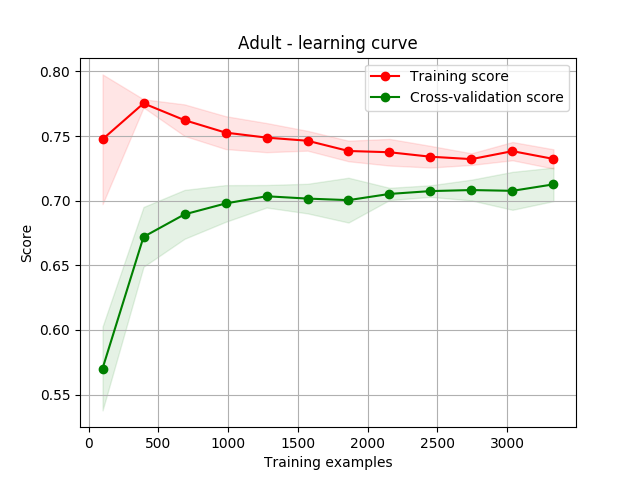 Adult - learning curve
Training score
Cross-validation score
0.80
0.75
0.70
0.65
0.60
0.55
Score
0 500 1000 1500 2000 2500 3000
Training examples